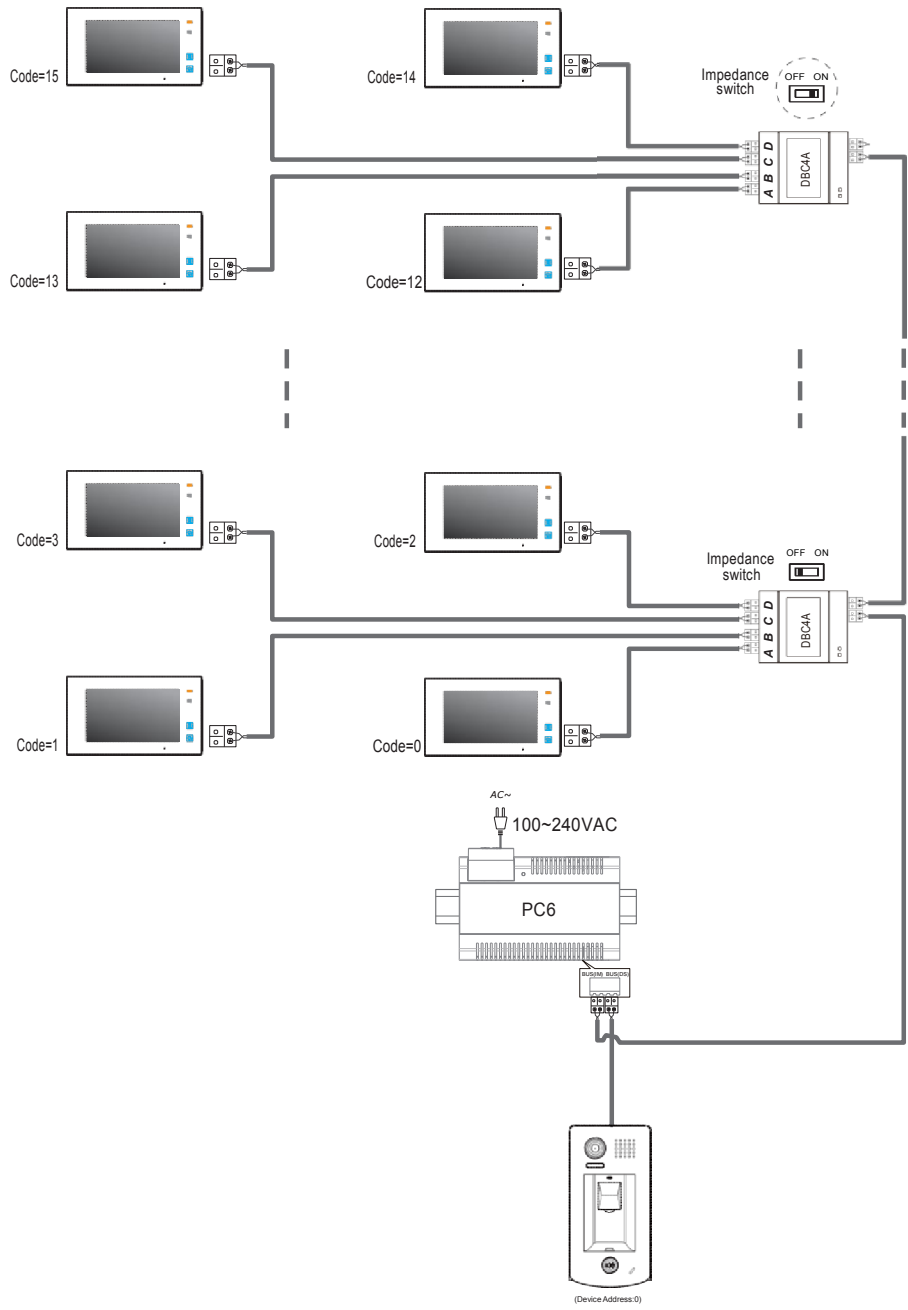 Code=15
Code=14
Impedance
switch
OFF ON
A B C D
DBC4A
Code=13
Code=12
Code=3
Code=2
Impedance
switch
OFF ON
A B C D
DBC4A
Code=1
Code=0
AC~
100~240VAC
PC6
BUS(IM) BUS(DS)
(Device Address:0)